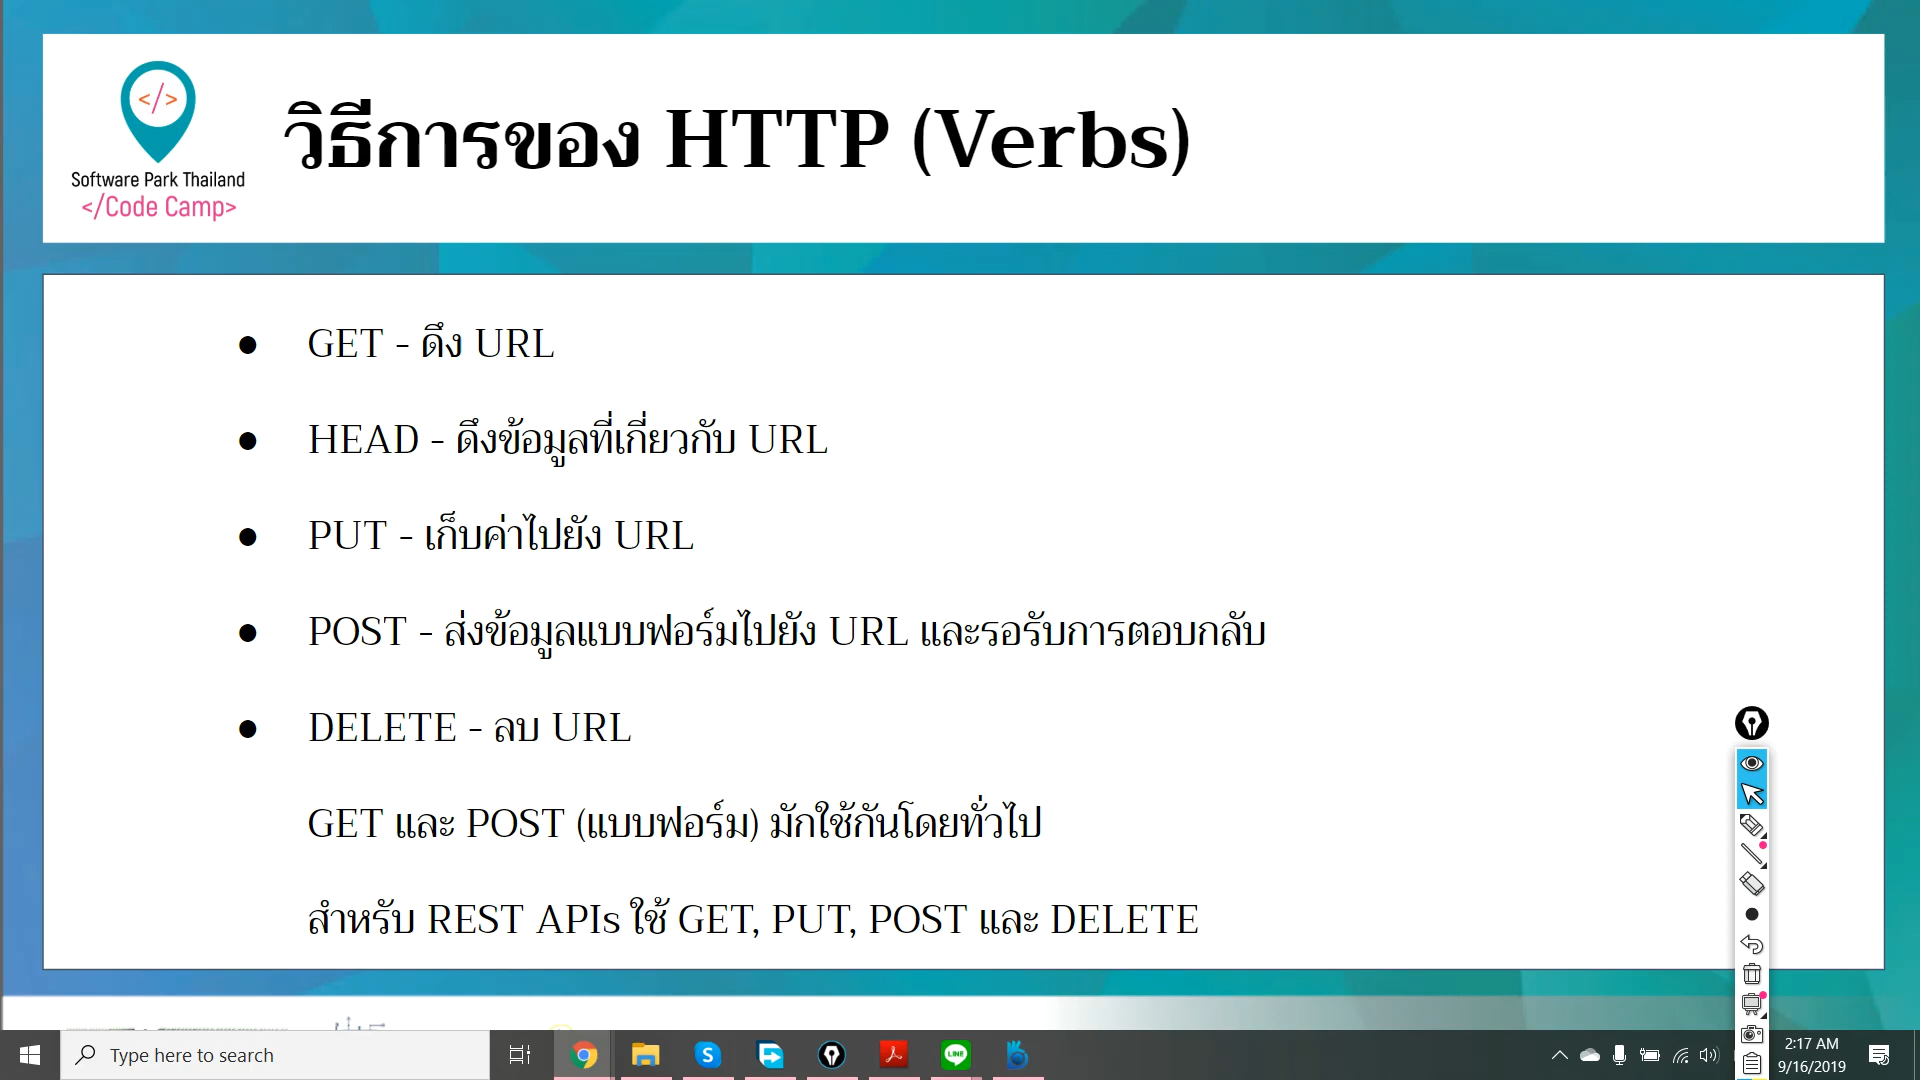 </>
Software Park Thailand
</Code Camp>
วิธีการของ HTTP (Verbs)
● GET - ดึง URL
● HEAD - ดึงข้อมูลที่เกี่ยวกับ URL
● PUT - เก็บค่าไปยัง URL
● POST - ส่งข้อมูลแบบฟอร์มไปยัง URL และรอรับการตอบกลับ
● DELETE - ลบ URL
GET และ POST (แบบฟอร์ม) มักใช้กันโดยทั่วไป
สำหรับ REST APIs ใช้ GET, PUT, POST และ DELETE
Type here to search
S
LINE
2:17 AM
9/16/2019